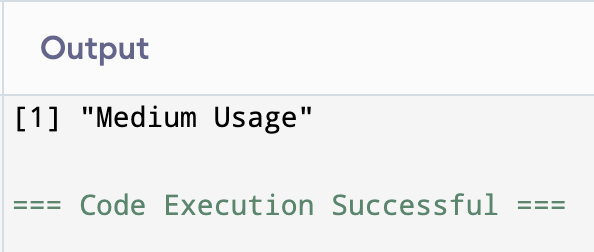 Output
[1] "Medium Usage"
=== Code Execution Successful ===